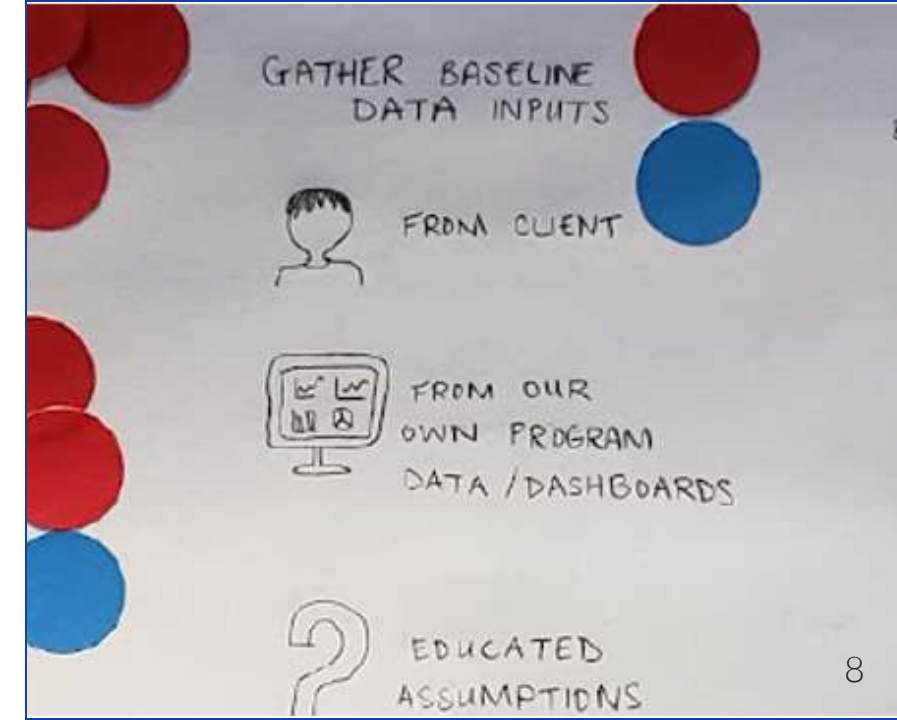 GATHER BASELINE
DATA INPUTS
FROM CLIENT
FROM OUR
OWN PROGRAM
DATA / DASHBOARDS
EDUCATED
ASSUMPTIONS
8